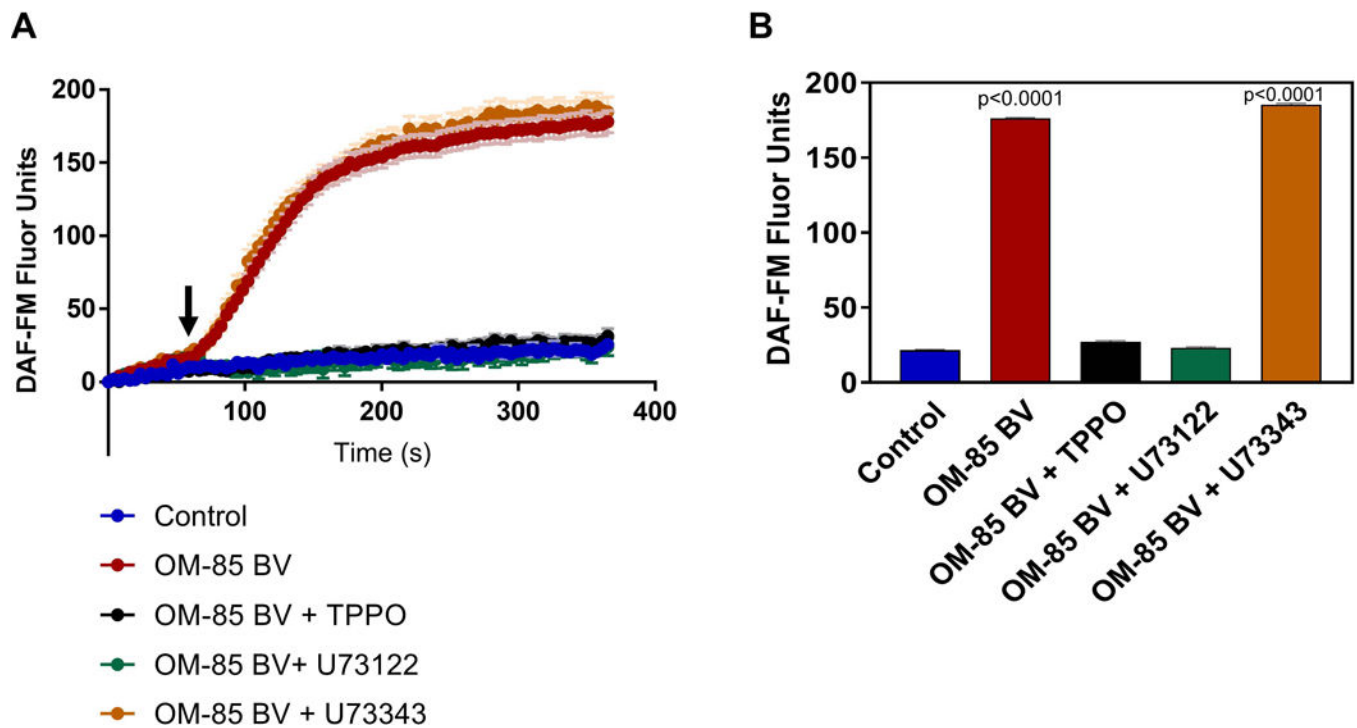 A
DAF-FM Fluor Units
200
150
100
50
0
100
200
300
400
Time (s)
Control
OM-85 BV
OM-85 BV + TPPO
OM-85 BV+ U73122
OM-85 BV + U73343
B
DAF-FM Fluor Units
200
150
100
50
0
p<0.0001
p<0.0001
Control
OM-85 BV
OM-85 BV + TPPO
OM-85 BV + U73122
OM-85 BV + U73343